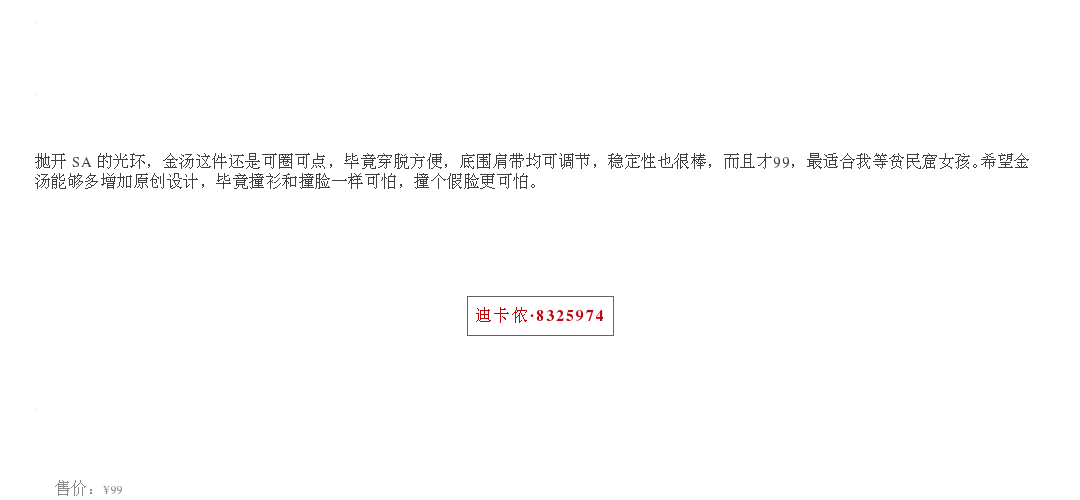 抛开 SA 的光环，金汤这件还是可圈可点，毕竟穿脱方便，底围肩带均可调节，稳定性也很棒，而且才99，最适合我等贫民窟女孩。希望金
汤能够多增加原创设计，毕竟撞衫和撞脸一样可怕，撞个假脸更可怕。
迪卡侬·8325974
售价：¥99